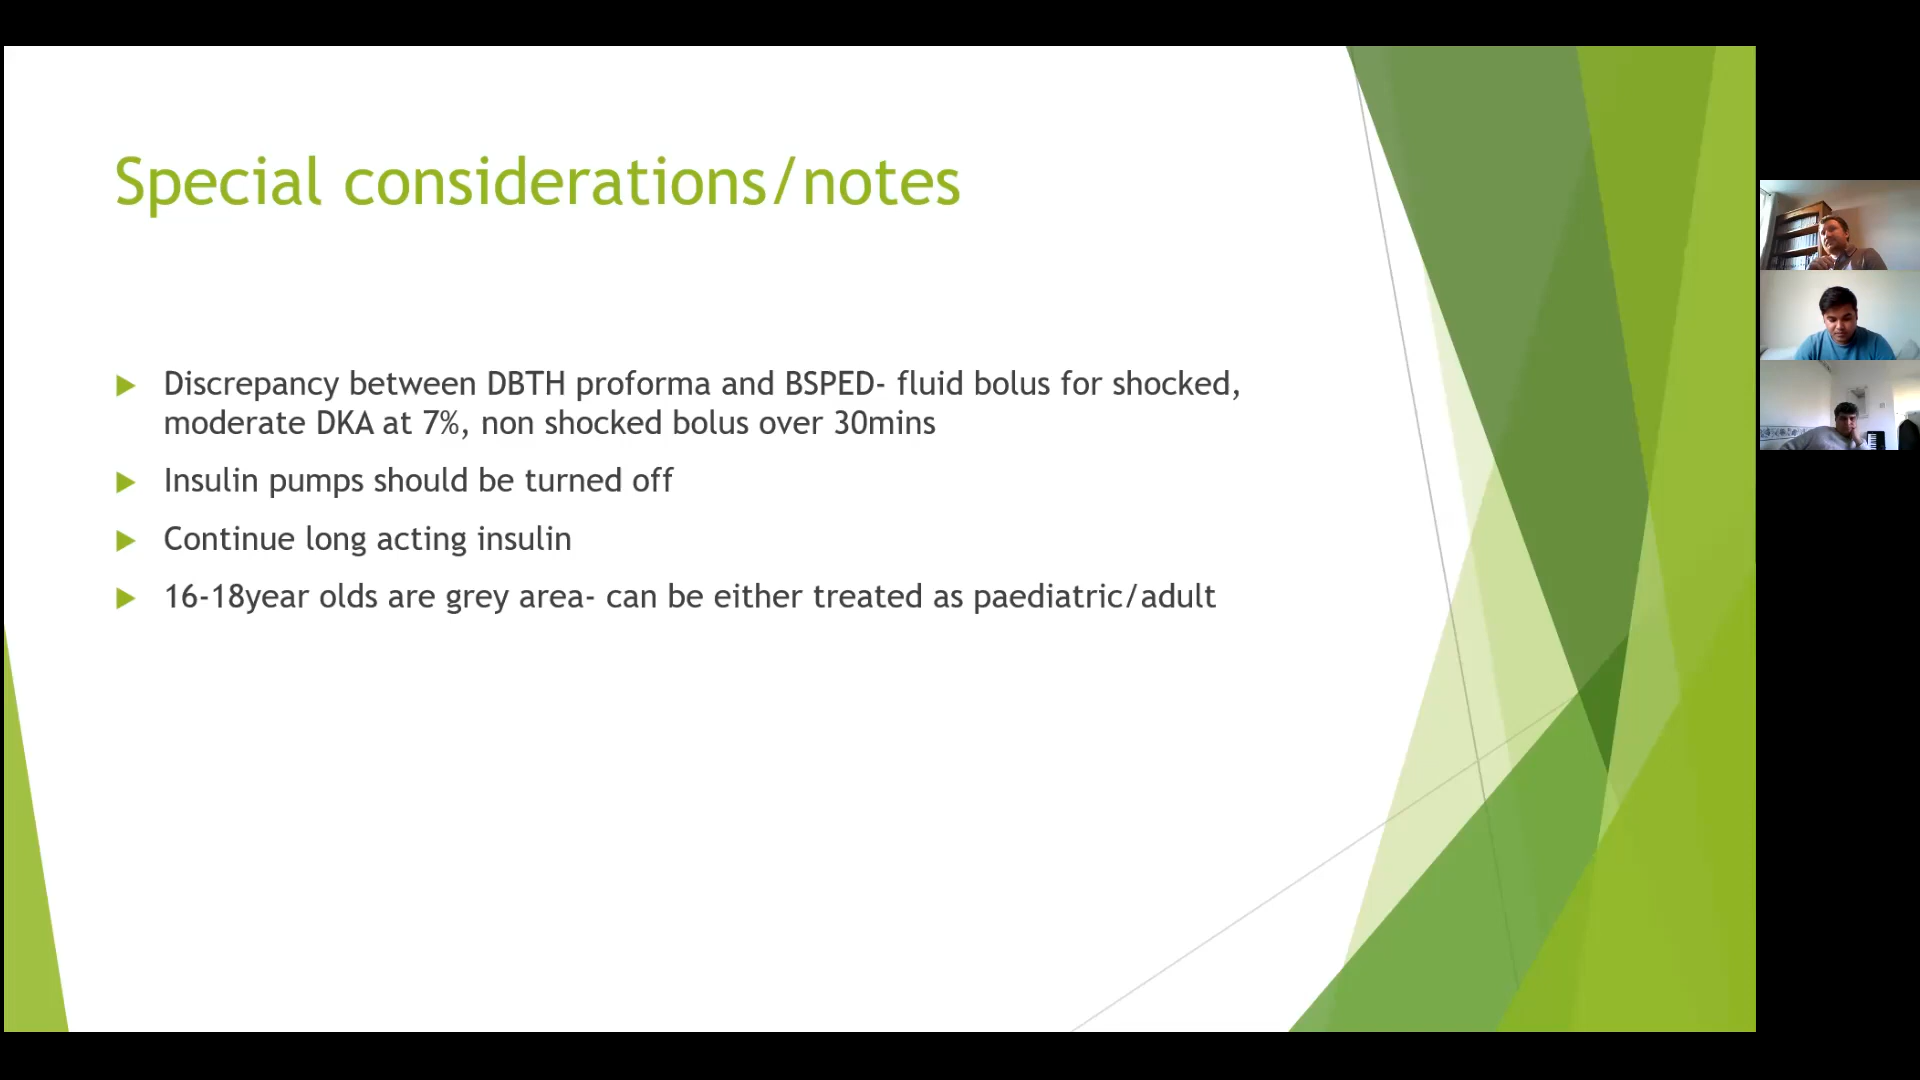 Special considerations/notes
Discrepancy between DBTH proforma and BSPED- fluid bolus for shocked,
moderate DKA at 7%, non shocked bolus over 30mins
Insulin pumps should be turned off
Continue long acting insulin
16-18year olds are grey area- can be either treated as paediatric/adult